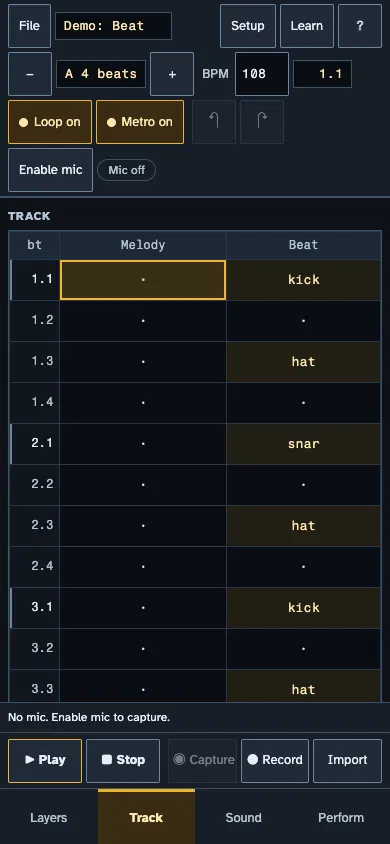 File Demo: Beat Setup Learn ?
– A 4 beats + BPM 108 1.1
Loop on Metro on
Enable mic Mic off
TRACK
bt Melody Beat
1.1 · kick
1.2 · ·
1.3 · hat
1.4 · ·
2.1 · snar
2.2 · ·
2.3 · hat
2.4 · ·
3.1 · kick
3.2 · ·
3.3 · hat
No mic. Enable mic to capture.
Play Stop Capture Record Import
Layers Track Sound Perform